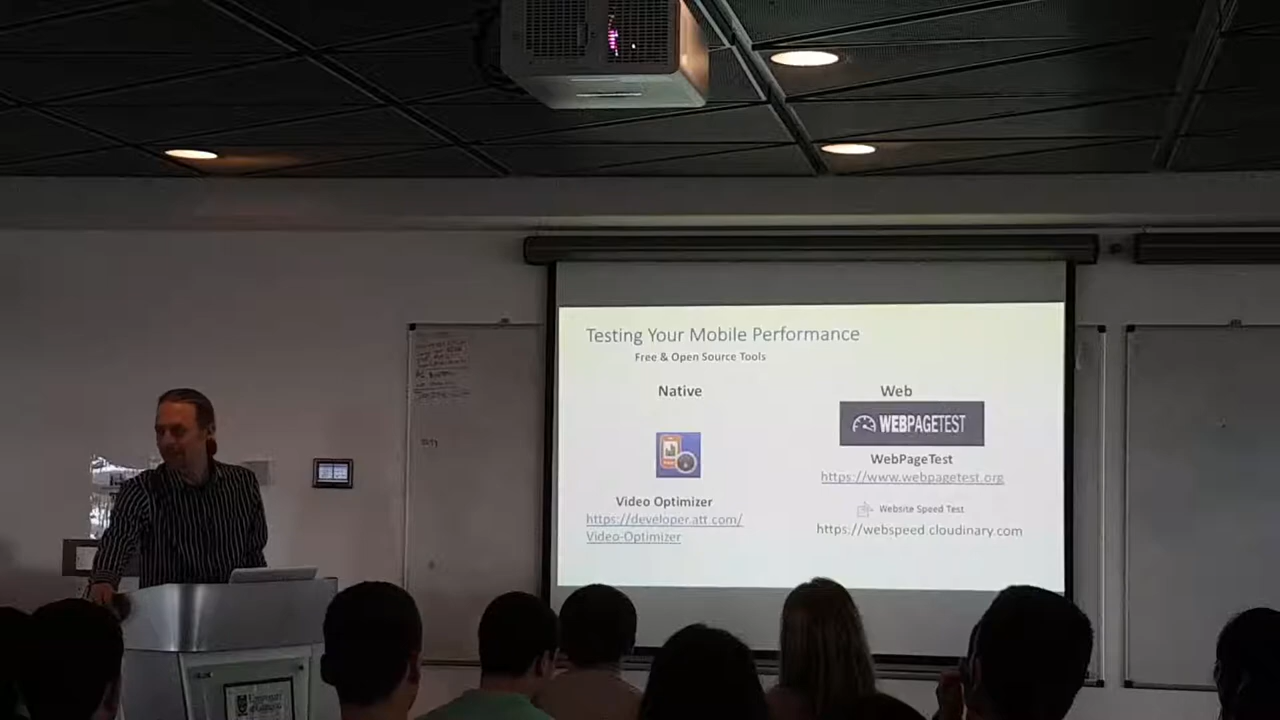 Testing Your Mobile Performance
Free & Open Source Tools
Native
Web
WEBPAGETEST
WebPageTest
https://www.webpagetest.org
Video Optimizer
https://developer.att.com/
Video-Optimizer
Website Speed Test
https://webspeed.cloudinary.com
University